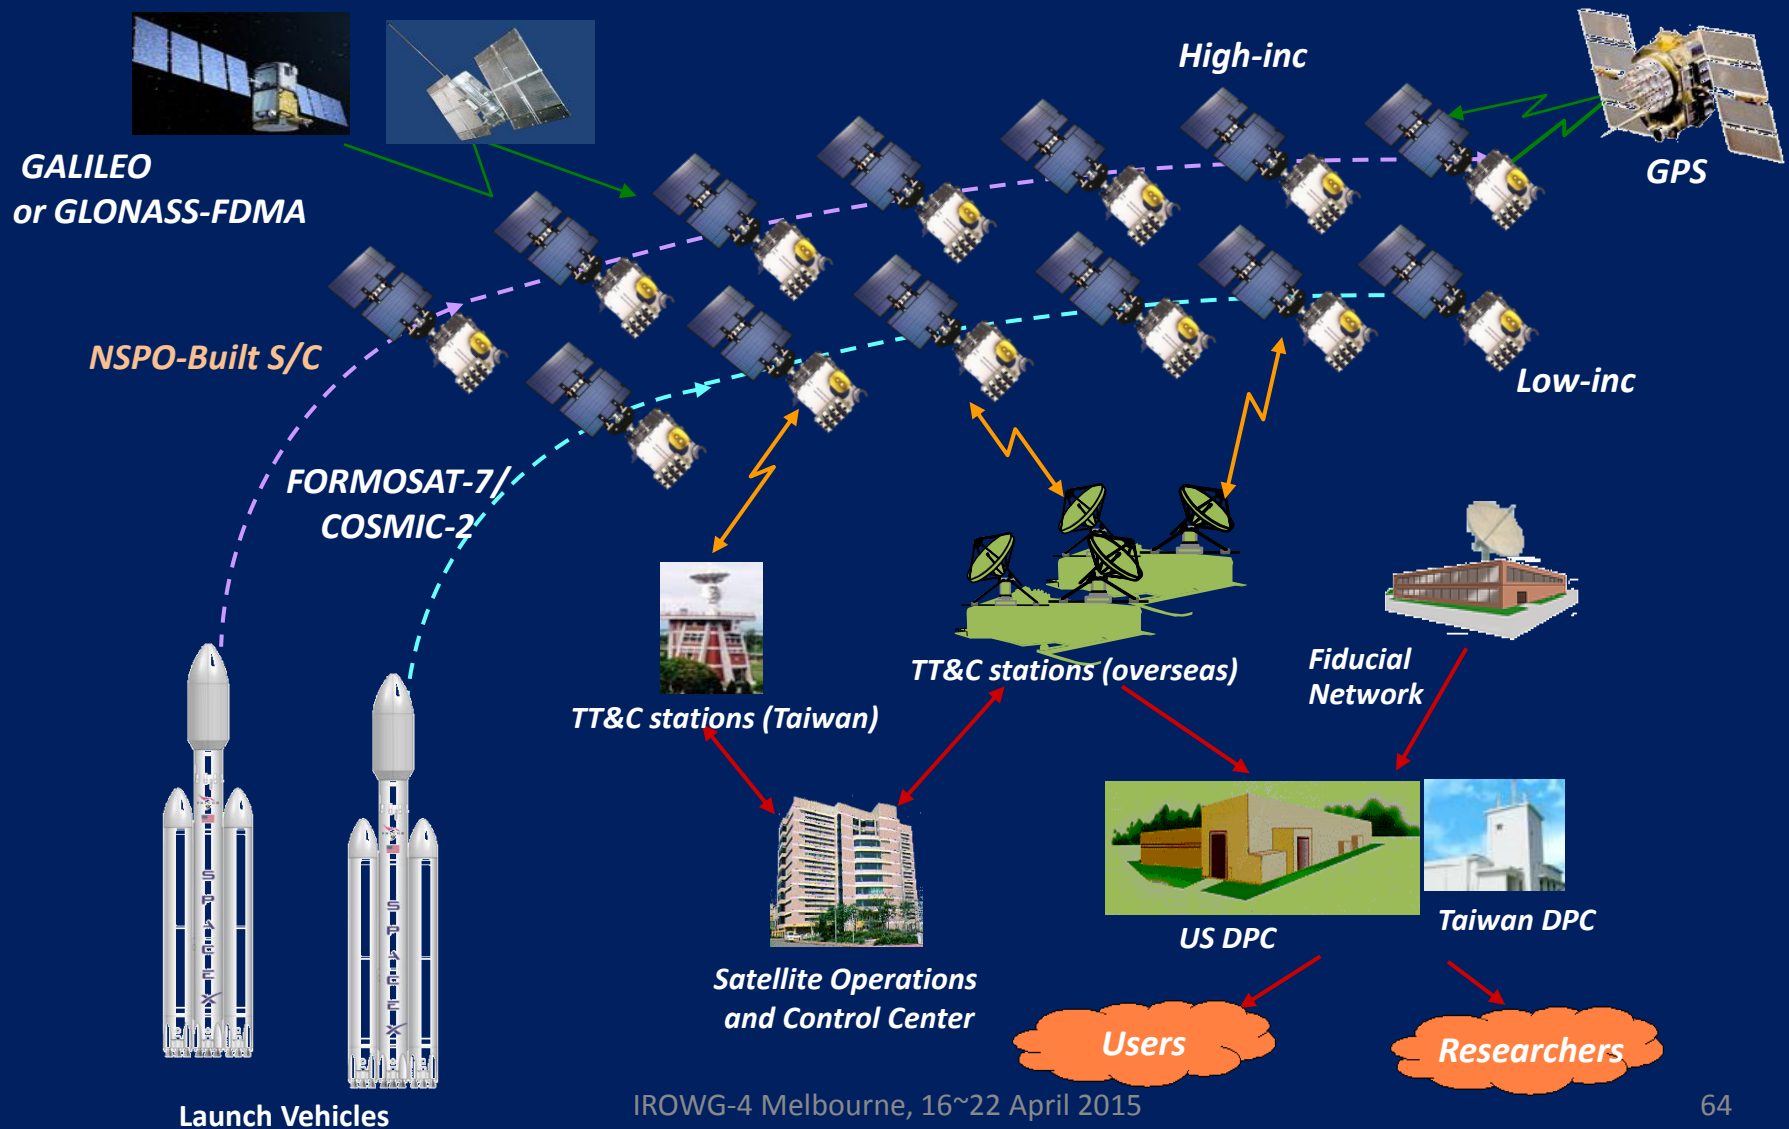 High-inc
GALILEO
or GLONASS-FDMA
GPS
NSPO-Built S/C
Low-inc
FORMOSAT-7/
COSMIC-2
TT&C stations (Taiwan)
TT&C stations (overseas)
Fiducial
Network
SPACEX
SPACEX
US DPC
Taiwan DPC
Satellite Operations
and Control Center
Users
Researchers
Launch Vehicles
IROWG-4 Melbourne, 16~22 April 2015
64